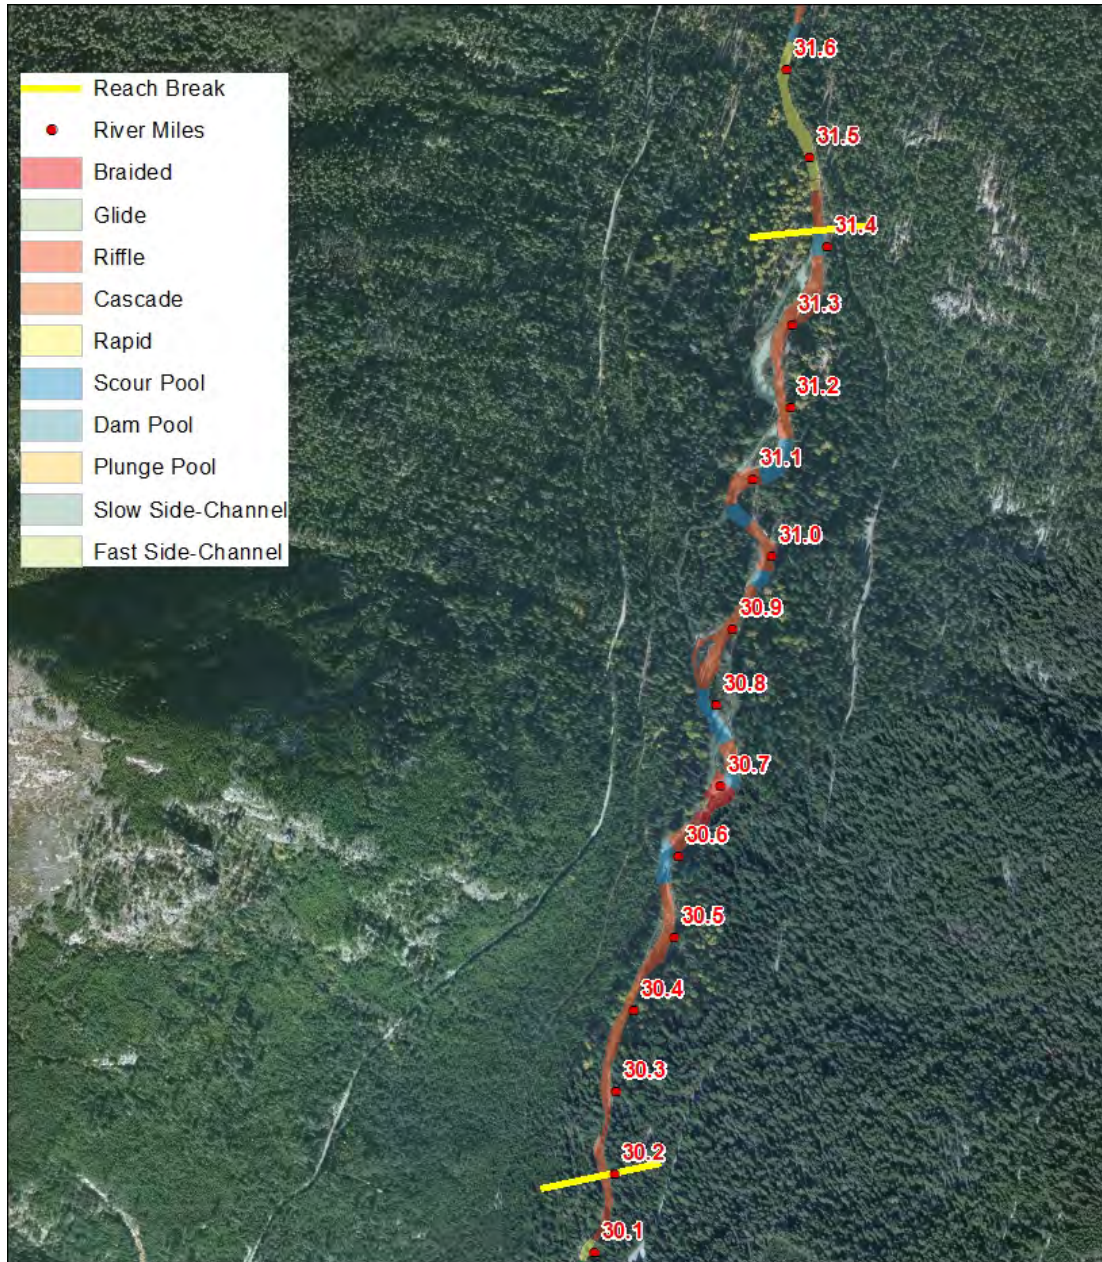 Reach Break
River Miles
Braided
Glide
Riffle
Cascade
Rapid
Scour Pool
Dam Pool
Plunge Pool
Slow Side-Channel
Fast Side-Channel
31.6
31.5
31.4
31.3
31.2
31.1
31.0
30.9
30.8
30.7
30.6
30.5
30.4
30.3
30.2
30.1